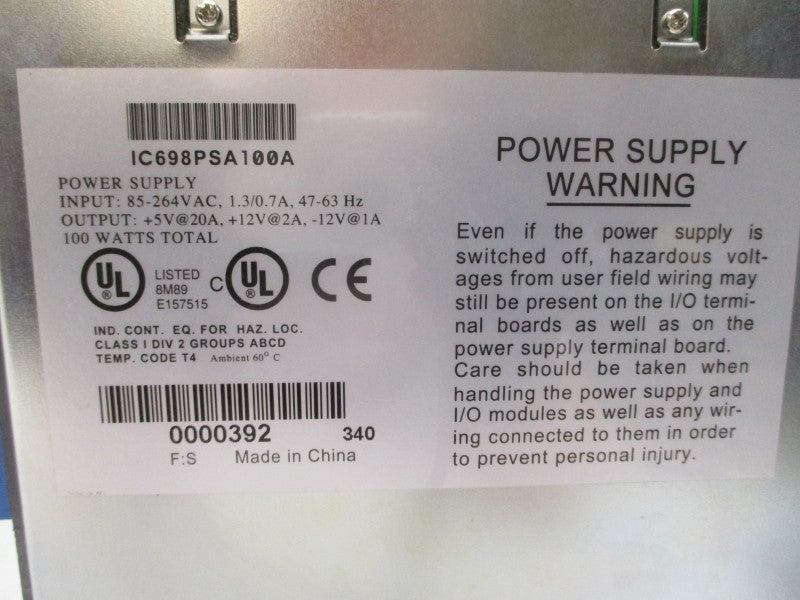 IC698PSA100A
POWER SUPPLY
INPUT: 85-264VAC, 1.3/0.7A, 47-63 Hz
OUTPUT: +5V@20A, +12V@2A, -12V@1A
100 WATTS TOTAL
UL ®
LISTED
8M89
E157515
C UL ®
CE
IND. CONT. EQ. FOR HAZ. LOC.
CLASS I DIV 2 GROUPS ABCD
TEMP. CODE T4 Ambient 60° C
0000392 340
F:S Made in China
POWER SUPPLY
WARNING
Even if the power supply is
switched off, hazardous volt-
ages from user field wiring may
still be present on the I/O termi-
nal boards as well as on the
power supply terminal board.
Care should be taken when
handling the power supply and
I/O modules as well as any wir-
ing connected to them in order
to prevent personal injury.